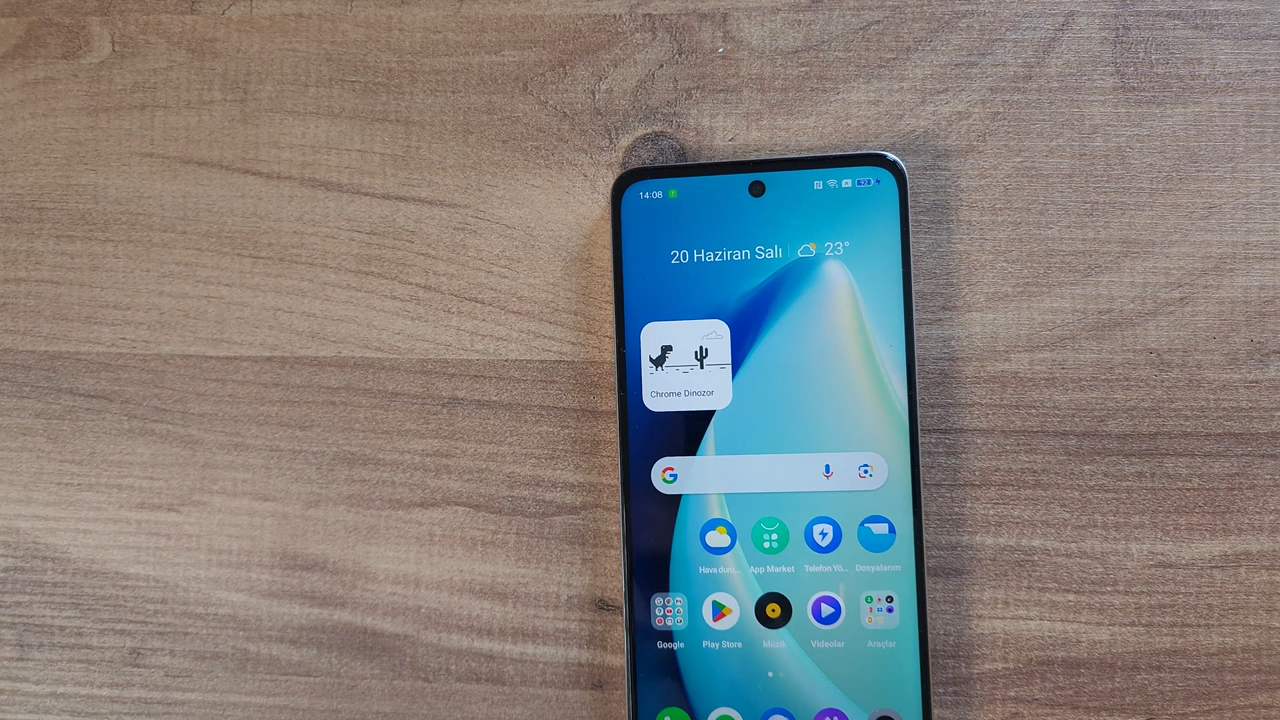 14:08
92
20 Haziran Salı 23°
Chrome Dinozor
Hava duru... App Market Telefon Yö... Dosyalarım
Google Play Store Müzik Videolar Araçlar